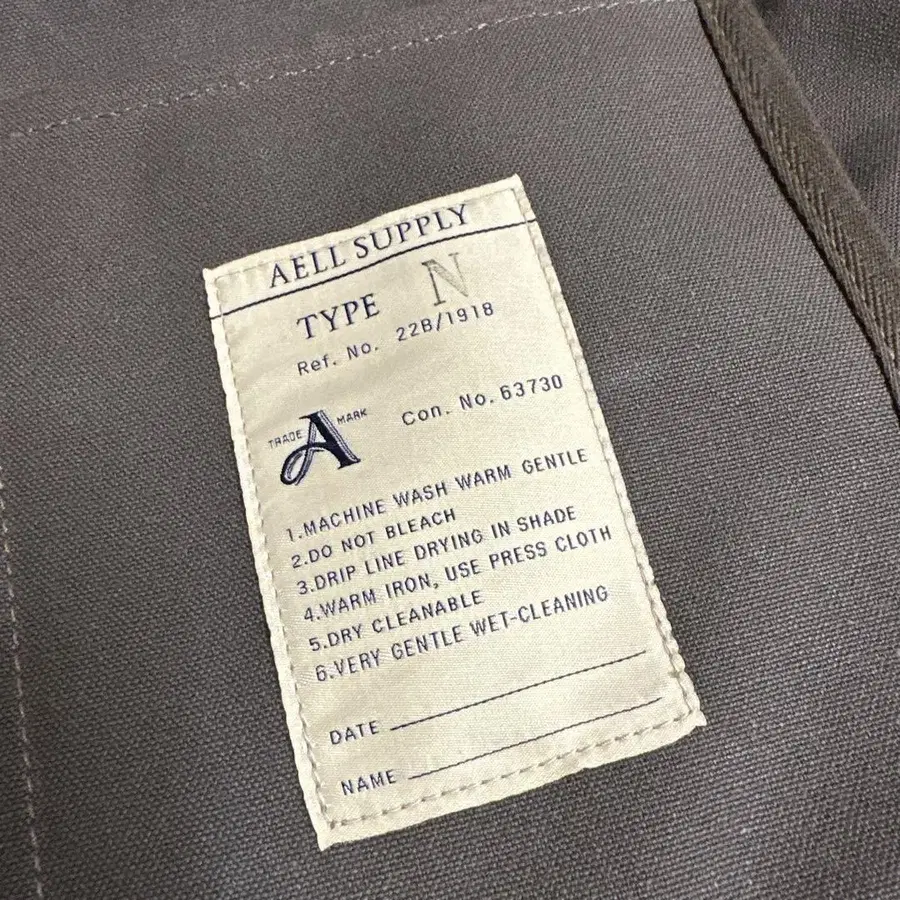 AELL SUPPLY
TYPE N
Ref. No. 22B/1918
TRADE A MARK
Con. No. 63730
1.MACHINE WASH WARM GENTLE
2.DO NOT BLEACH
3.DRIP LINE DRYING IN SHADE
4.WARM IRON, USE PRESS CLOTH
5.DRY CLEANABLE
6.VERY GENTLE WET-CLEANING
DATE
NAME